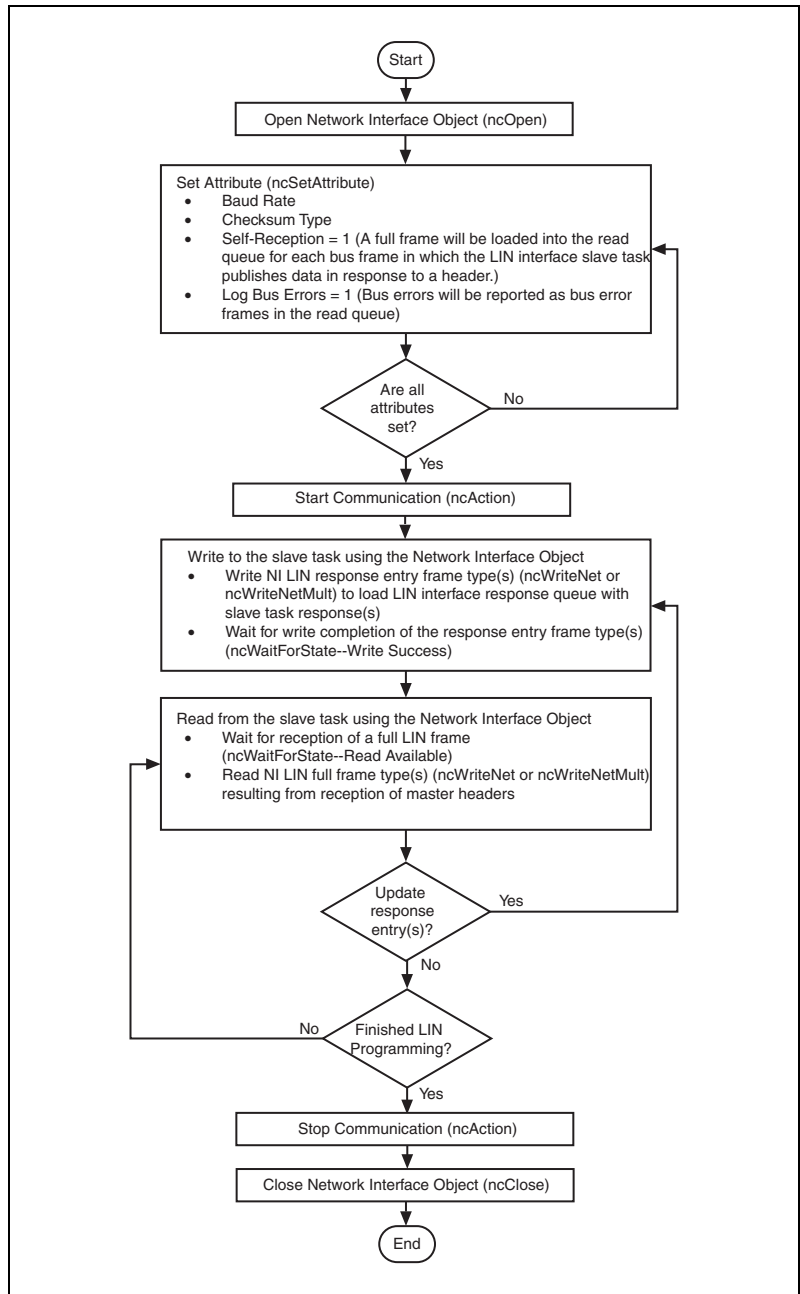 Start
Open Network Interface Object (ncOpen)
Set Attribute (ncSetAttribute)
• Baud Rate
• Checksum Type
• Self-Reception = 1 (A full frame will be loaded into the read
queue for each bus frame in which the LIN interface slave task
publishes data in response to a header.)
• Log Bus Errors = 1 (Bus errors will be reported as bus error
frames in the read queue)
Are all
attributes
set?
No
Yes
Start Communication (ncAction)
Write to the slave task using the Network Interface Object
• Write NI LIN response entry frame type(s) (ncWriteNet or
ncWriteNetMult) to load LIN interface response queue with
slave task response(s)
• Wait for write completion of the response entry frame type(s)
(ncWaitForState--Write Success)
Read from the slave task using the Network Interface Object
• Wait for reception of a full LIN frame
(ncWaitForState--Read Available)
• Read NI LIN full frame type(s) (ncWriteNet or ncWriteNetMult)
resulting from reception of master headers
Update
response
entry(s)?
Yes
No
Finished LIN
Programming?
No
Yes
Stop Communication (ncAction)
Close Network Interface Object (ncClose)
End